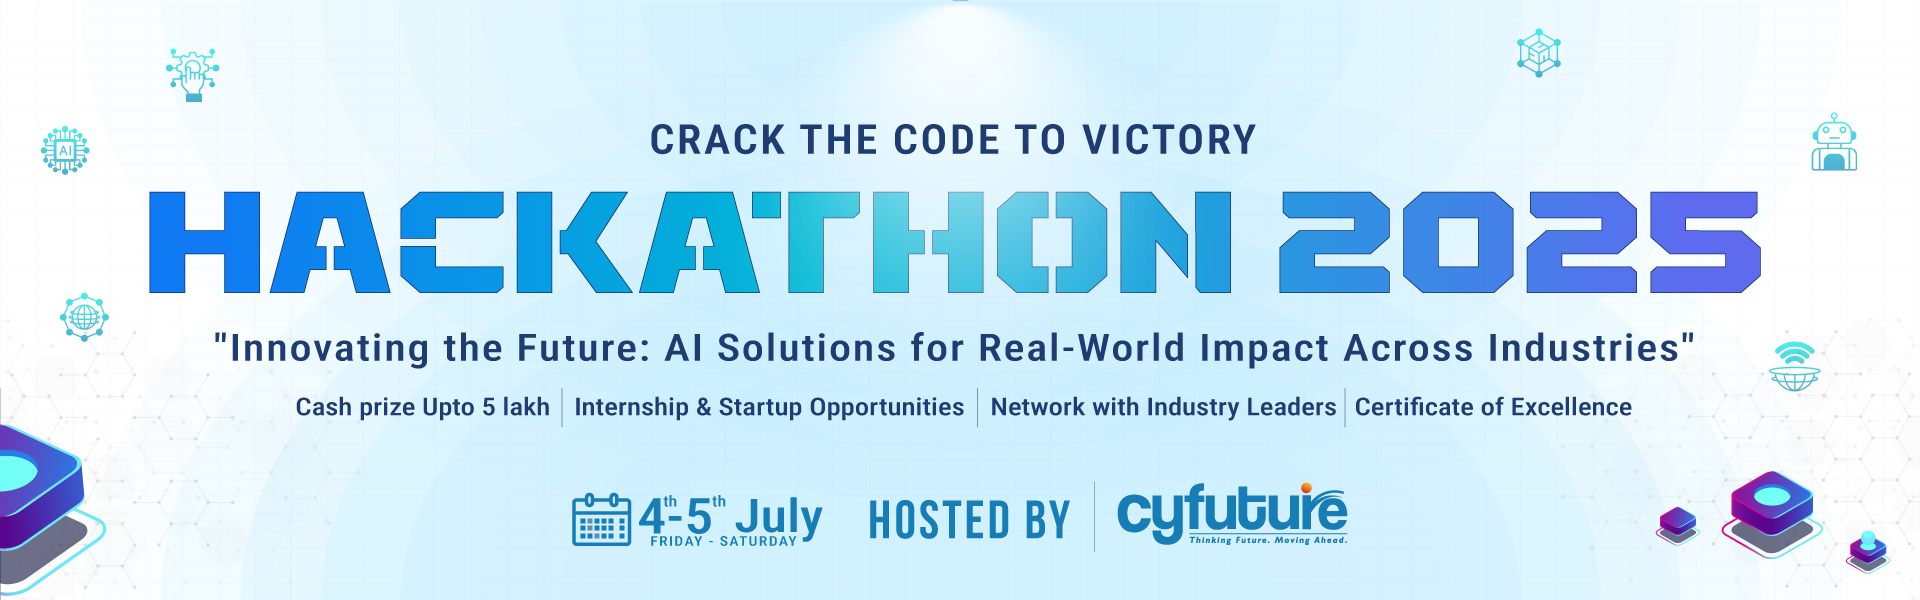 CRACK THE CODE TO VICTORY
HACKATHON 2025
"Innovating the Future: AI Solutions for Real-World Impact Across Industries"
Cash prize Upto 5 lakh | Internship & Startup Opportunities | Network with Industry Leaders | Certificate of Excellence
4th-5th July
FRIDAY - SATURDAY
HOSTED BY
cyfuture
Thinking Future. Moving Ahead.
AI